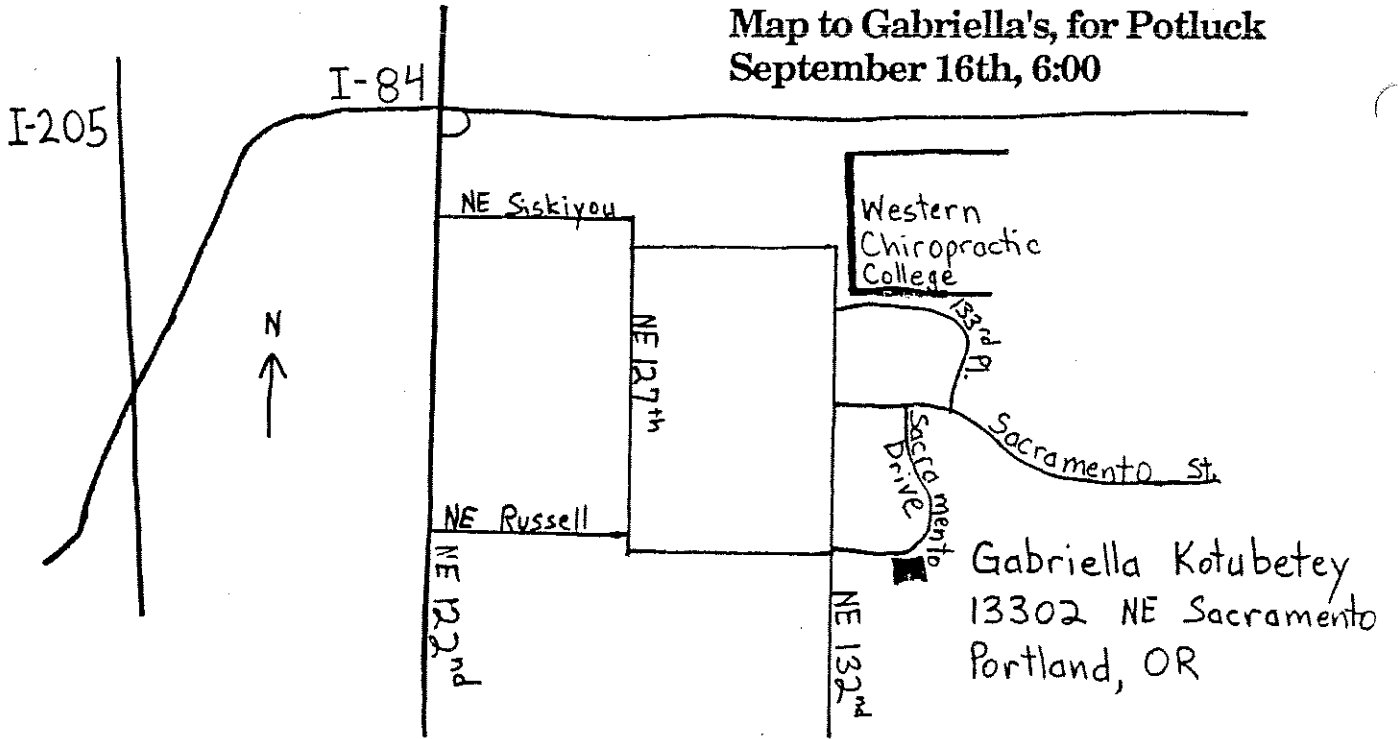 Map to Gabriella's, for Potluck
September 16th, 6:00
I-84
I-205
NE Siskiyou
Western
Chiropractic
College
133rd Pl.
N
NE 127th
Sacramento St.
Sacramento
Drive
NE Russell
NE 122nd
NE 132nd
Gabriella Kotubetey
13302 NE Sacramento
Portland, OR